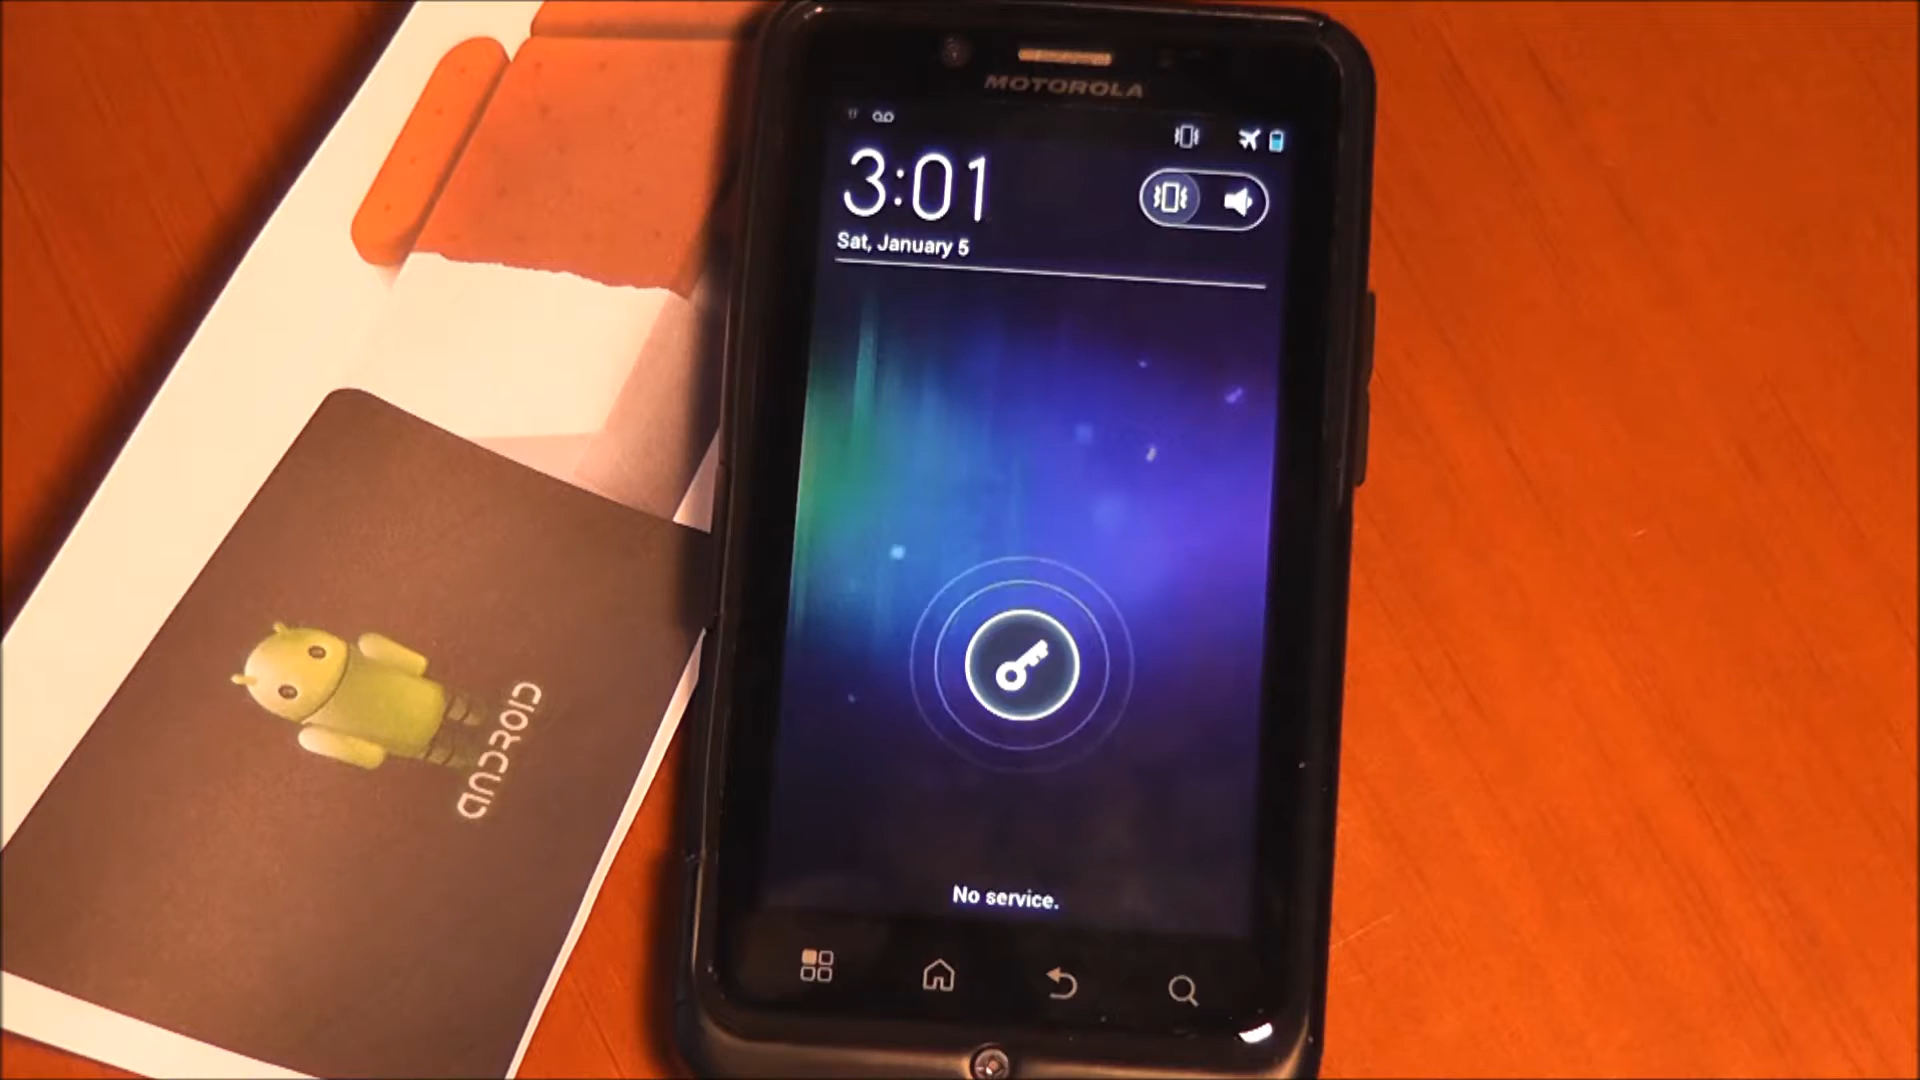 MOTOROLA
3:01
Sat, January 5
No service.
ANDROID